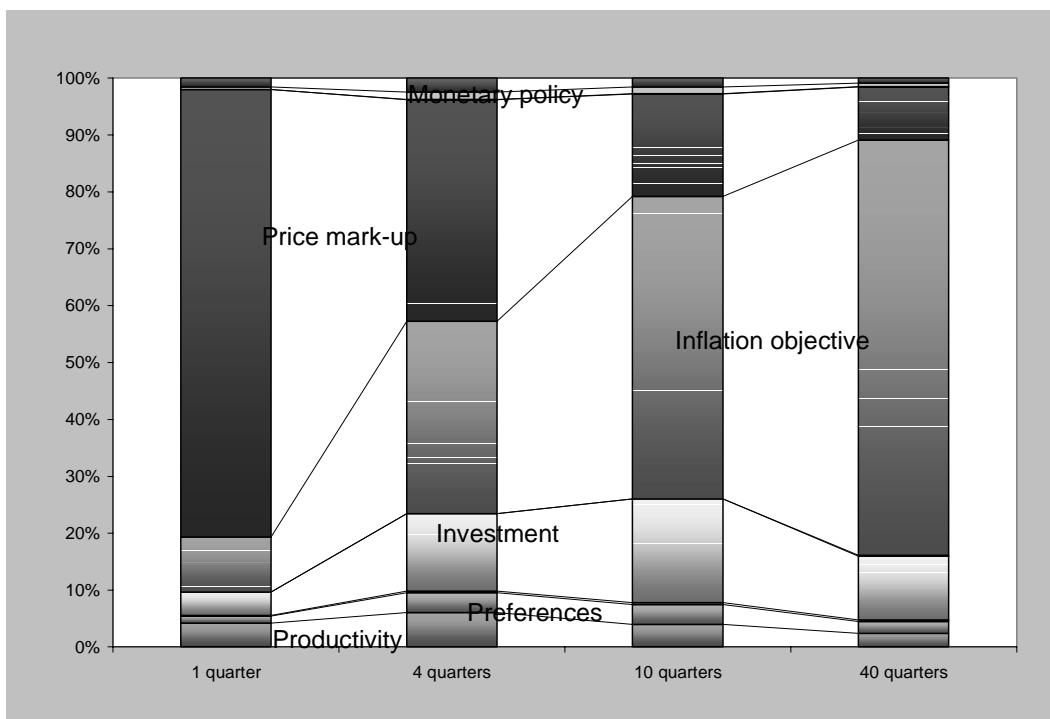 100%
Monetary policy
90%
80%
Price mark-up
70%
60%
Inflation objective
50%
40%
30%
20%
Investment
10%
Preferences
Productivity
0%
1 quarter 4 quarters 10 quarters 40 quarters